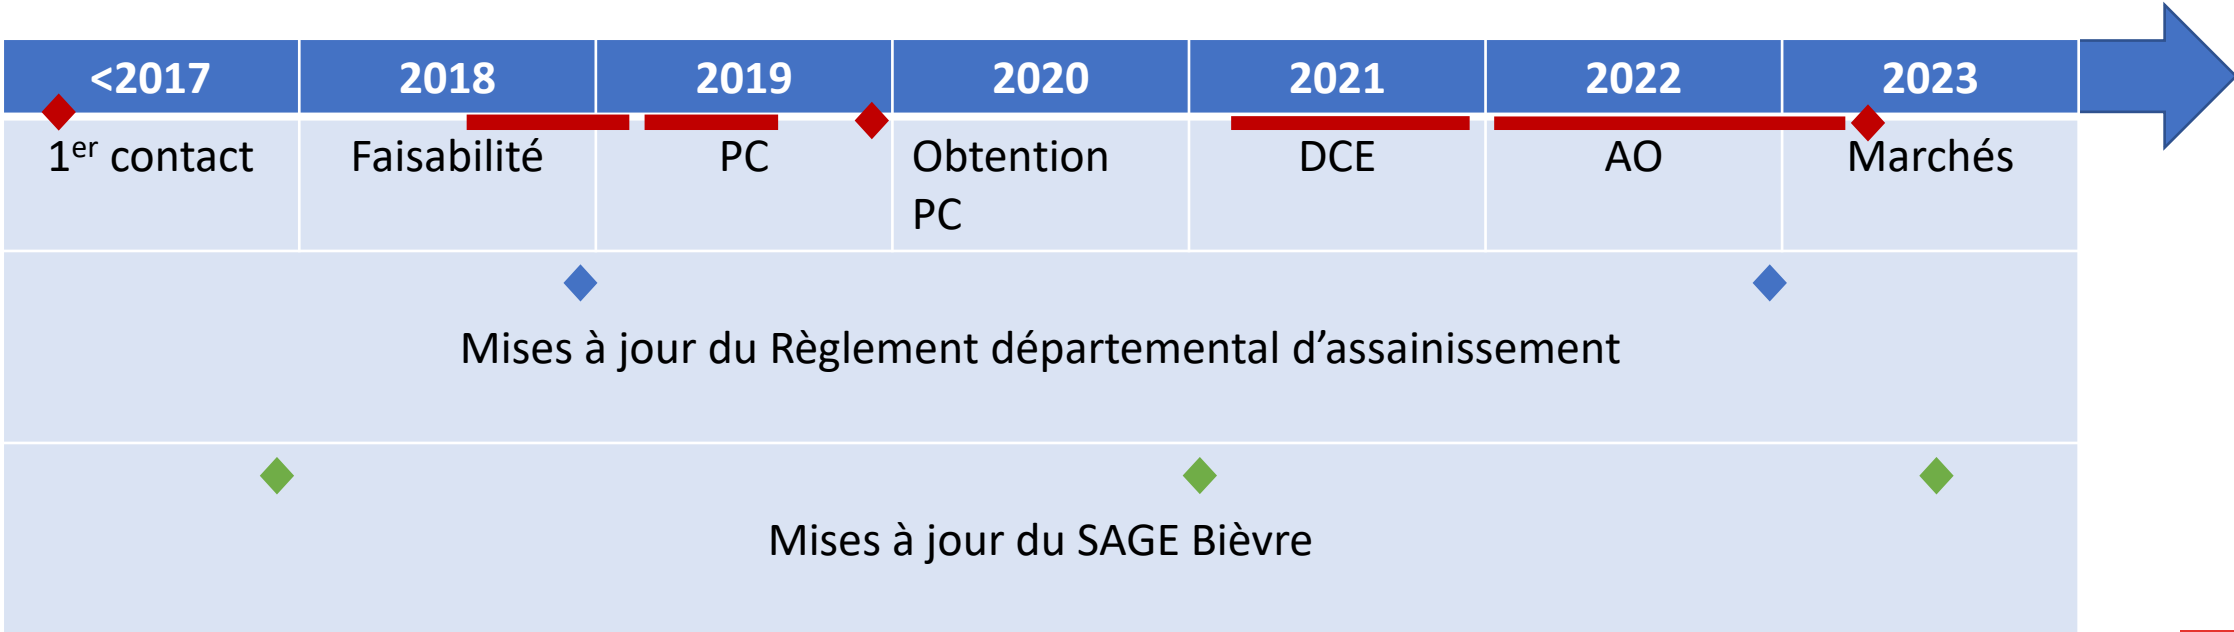 <2017 2018 2019 2020 2021 2022 2023
1er contact Faisabilité PC Obtention DCE AO Marchés
PC
Mises à jour du Règlement départemental d’assainissement
Mises à jour du SAGE Bièvre